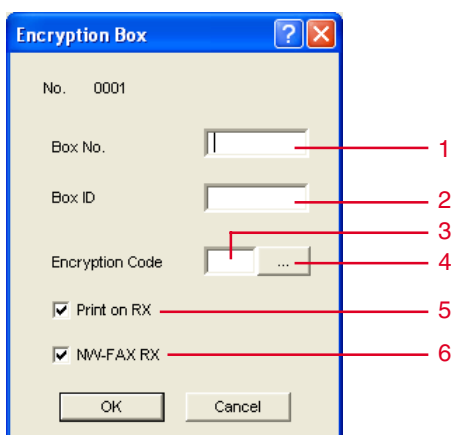 Encryption Box
No. 0001
Box No. 1
Box ID 2
3
Encryption Code ... 4
Print on RX 5
NW-FAX RX 6
OK Cancel